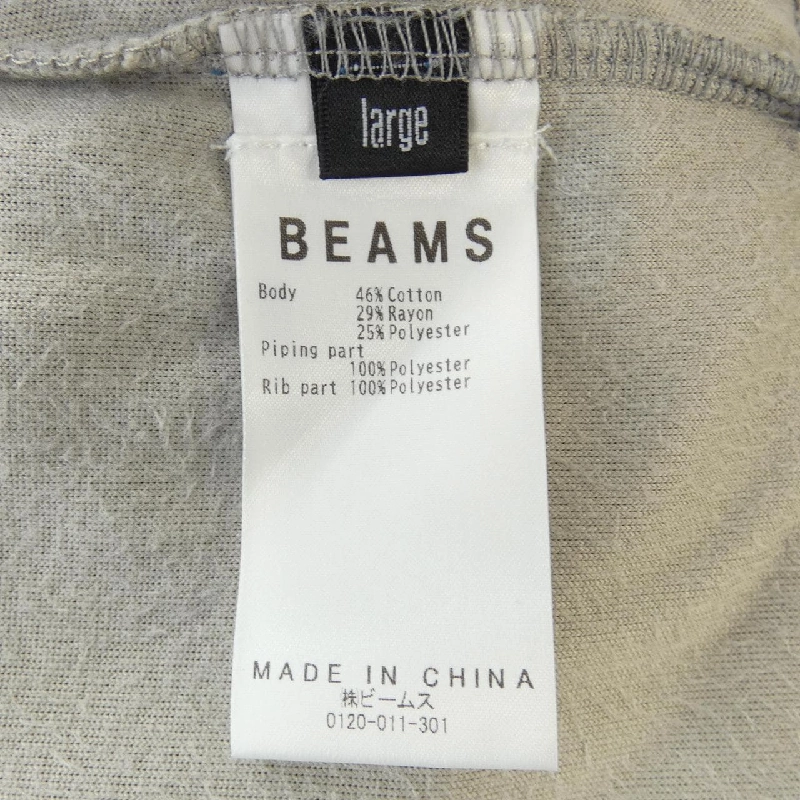 large
BEAMS
Body 46% Cotton
29% Rayon
25% Polyester
Piping part
100% Polyester
Rib part 100% Polyester
MADE IN CHINA
㈱ビームス
0120-011-301